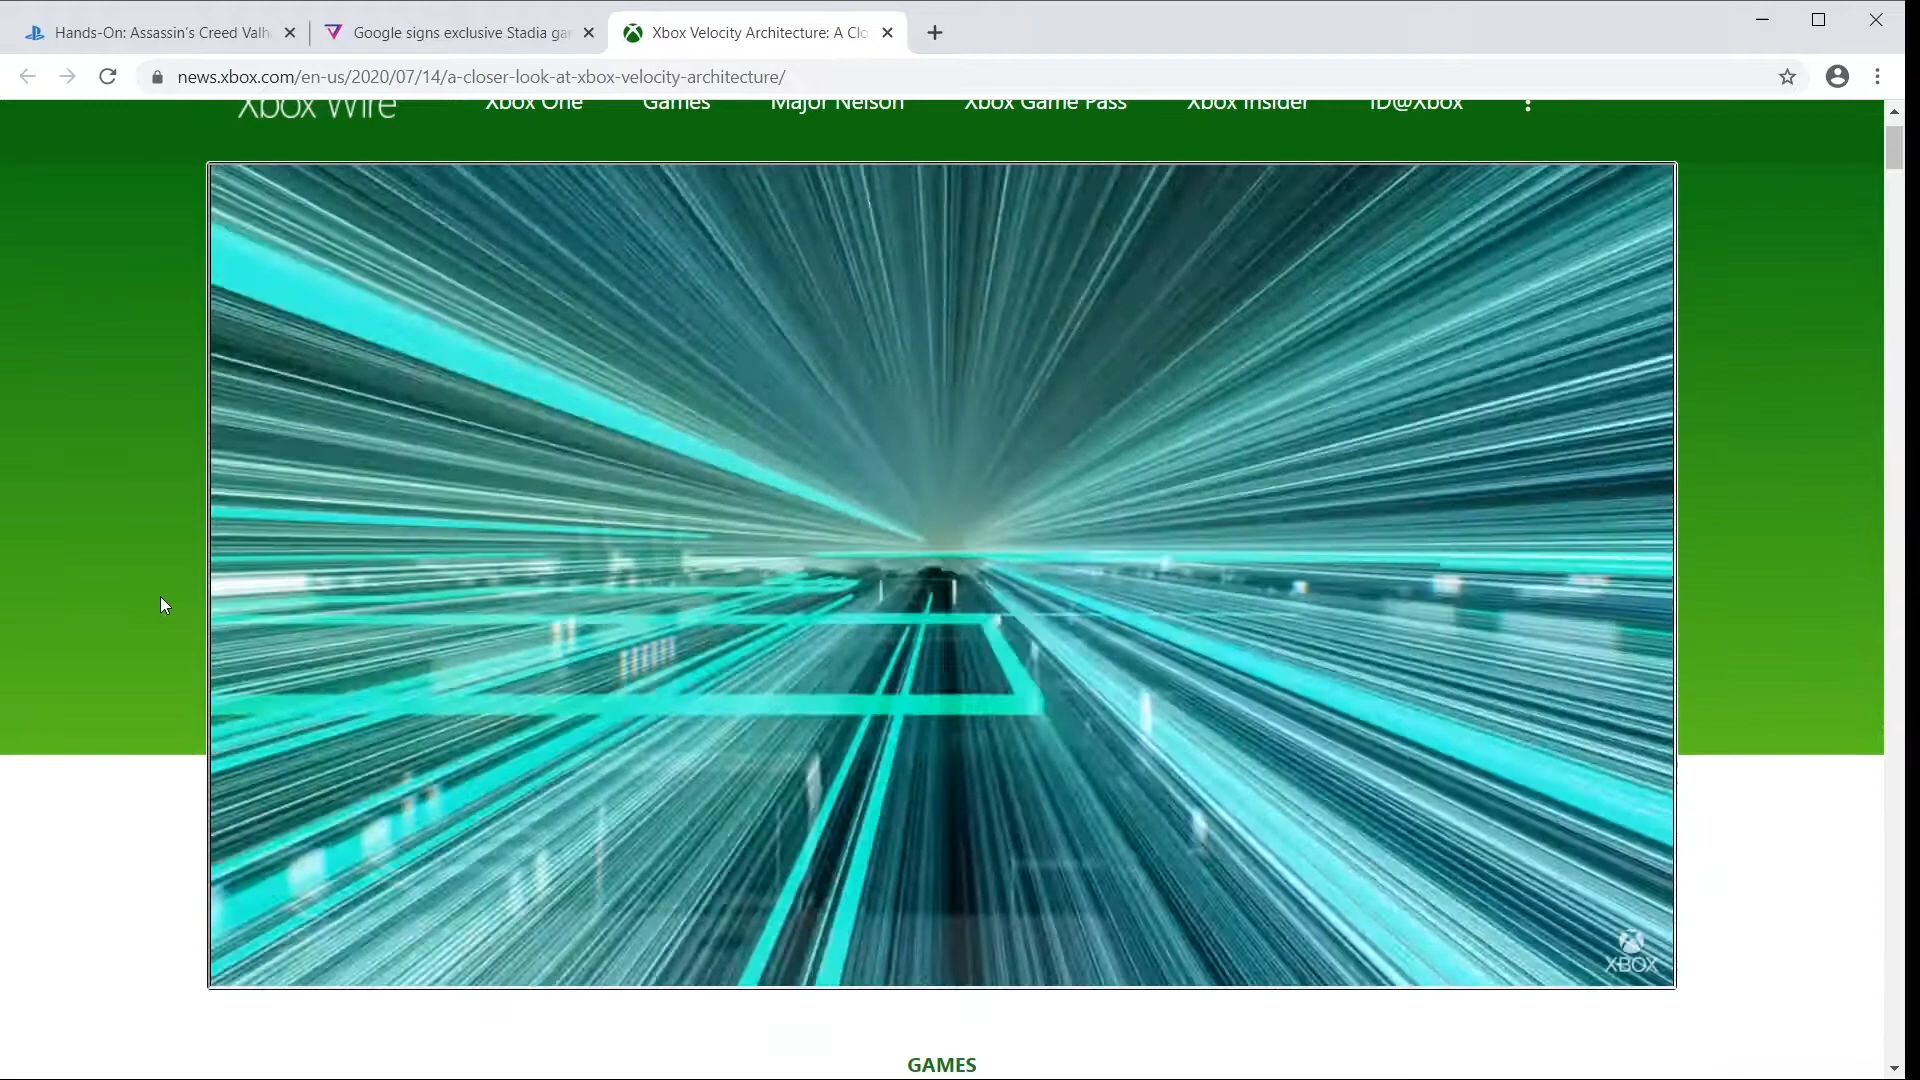 Hands-On: Assassin's Creed Valh
Google signs exclusive Stadia ga
Xbox Velocity Architecture: A Clo
news.xbox.com/en-us/2020/07/14/a-closer-look-at-xbox-velocity-architecture/
Xbox Wire Xbox One Games Major Nelson Xbox Game Pass Xbox Insider ID@Xbox
XBOX
GAMES